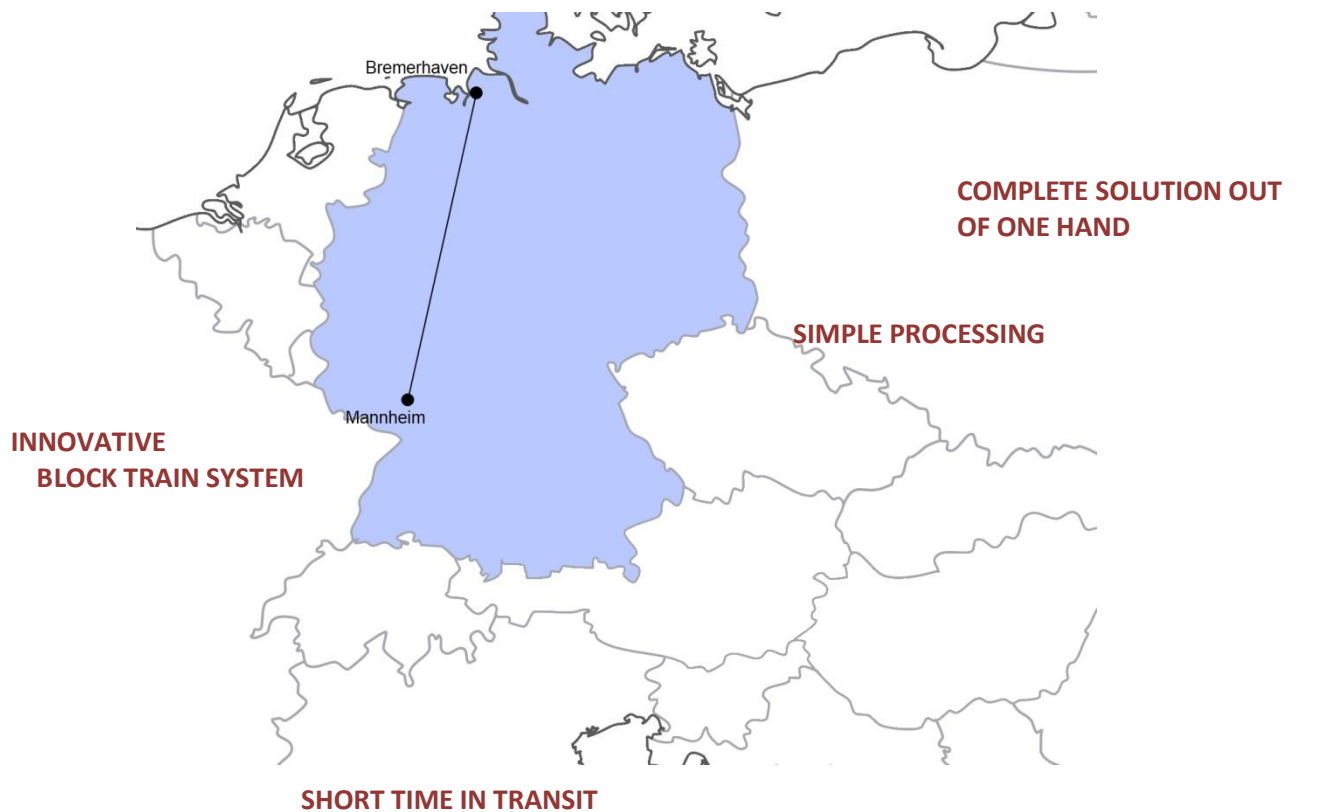 Bremerhaven
COMPLETE SOLUTION OUT
OF ONE HAND
SIMPLE PROCESSING
Mannheim
INNOVATIVE
BLOCK TRAIN SYSTEM
SHORT TIME IN TRANSIT